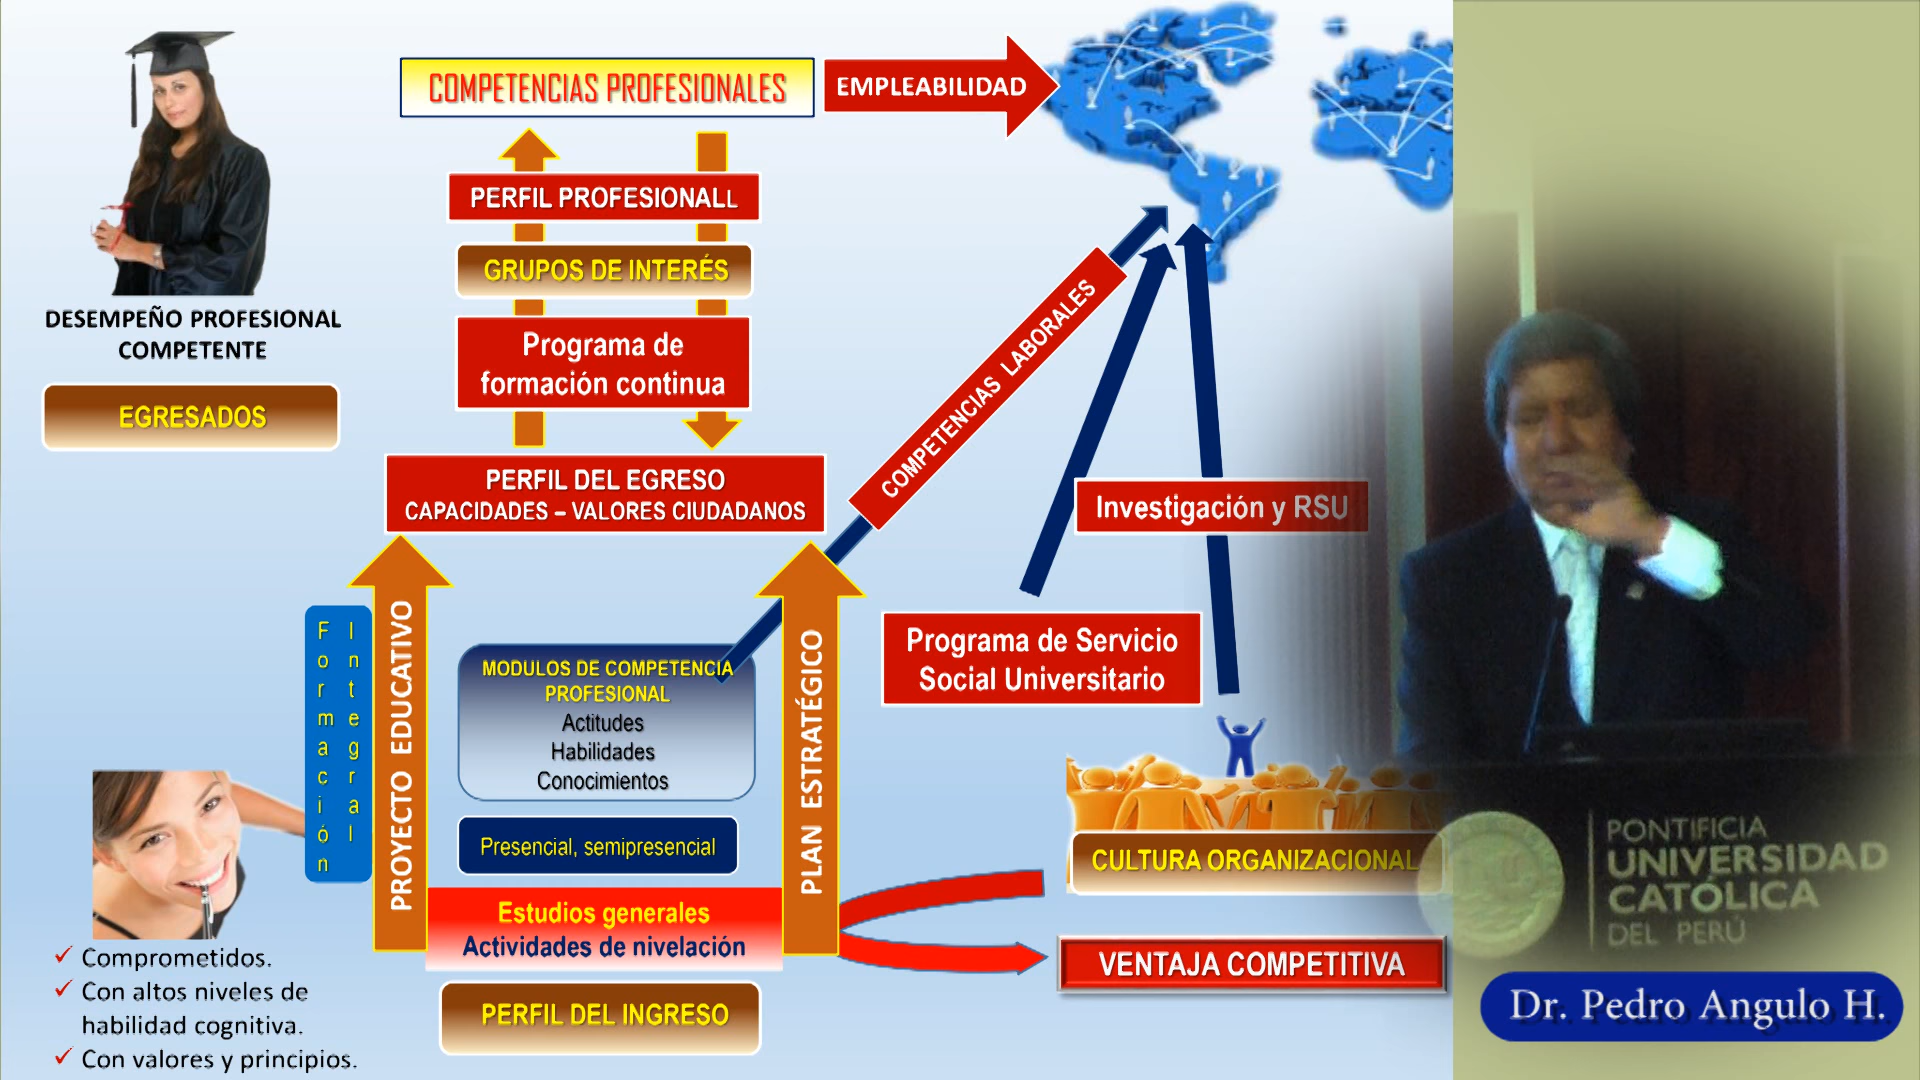 COMPETENCIAS PROFESIONALES
EMPLEABILIDAD
PERFIL PROFESIONALL
GRUPOS DE INTERÉS
Programa de
formación continua
DESEMPEÑO PROFESIONAL
COMPETENTE
EGRESADOS
PERFIL DEL EGRESO
CAPACIDADES – VALORES CIUDADANOS
COMPETENCIAS LABORALES
Investigación y RSU
Formación
Integral
PROYECTO EDUCATIVO
MODULOS DE COMPETENCIA
PROFESIONAL
Actitudes
Habilidades
Conocimientos
PLAN ESTRATÉGICO
Programa de Servicio
Social Universitario
Presencial, semipresencial
Estudios generales
Actividades de nivelación
PERFIL DEL INGRESO
CULTURA ORGANIZACIONAL
VENTAJA COMPETITIVA
✓ Comprometidos.
✓ Con altos niveles de
habilidad cognitiva.
✓ Con valores y principios.
PONTIFICIA
UNIVERSIDAD
CATÓLICA
DEL PERÚ
Dr. Pedro Angulo H.